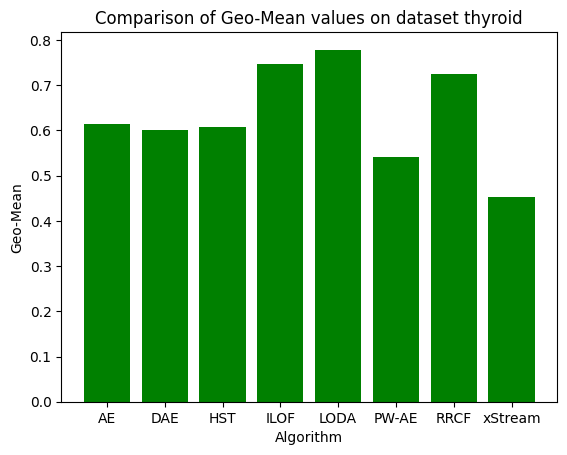 Comparison of Geo-Mean values on dataset thyroid
0.8
0.7
0.6
0.5
0.4
0.3
0.2
0.1
0.0
Geo-Mean
AE DAE HST ILOF LODA PW-AE RRCF xStream
Algorithm